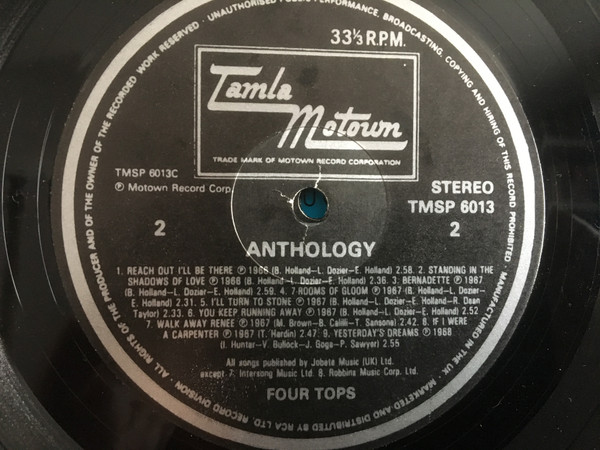 UNAUTHORISED PUBLIC PERFORMANCE, BROADCASTING, COPYING AND HIRING OF THIS RECORD PROHIBITED · MANUFACTURED IN THE UK. MARKETED AND DISTRIBUTED BY RCA LTD. RECORD DIVISION · ALL RIGHTS OF THE PRODUCER AND OF THE OWNER OF THE RECORDED WORK RESERVED ·
33⅓ R.P.M.
Tamla
Motown
TRADE MARK OF MOTOWN RECORD CORPORATION
TMSP 6013C
℗ Motown Record Corp.
STEREO
TMSP 6013
2
2
ANTHOLOGY
1. REACH OUT I'LL BE THERE ℗ 1966 (B. Holland–L. Dozier–E. Holland) 2.58. 2. STANDING IN THE
SHADOWS OF LOVE ℗ 1966 (B. Holland–L. Dozier–E. Holland) 2.36. 3. BERNADETTE ℗ 1967
(B. Holland–L. Dozier–E. Holland) 2.59. 4. 7 ROOMS OF GLOOM ℗ 1967 (B. Holland–L. Dozier–
E. Holland) 2.31. 5. I'LL TURN TO STONE ℗ 1967 (B. Holland–L. Dozier–E. Holland–R. Dean
Taylor) 2.33. 6. YOU KEEP RUNNING AWAY ℗ 1967 (B. Holland–L. Dozier–E. Holland) 2.52
7. WALK AWAY RENEE ℗ 1967 (M. Brown–B. Calilli–T. Sansone) 2.42. 8. IF I WERE
A CARPENTER ℗ 1967 (T. Hardin) 2.47. 9. YESTERDAY'S DREAMS ℗ 1968
(I. Hunter–V. Bullock–J. Goga–P. Sawyer) 2.55
All songs published by Jobete Music (UK) Ltd.
except 7. Intersong Music Ltd. 8. Robbins Music Corp. Ltd.
FOUR TOPS